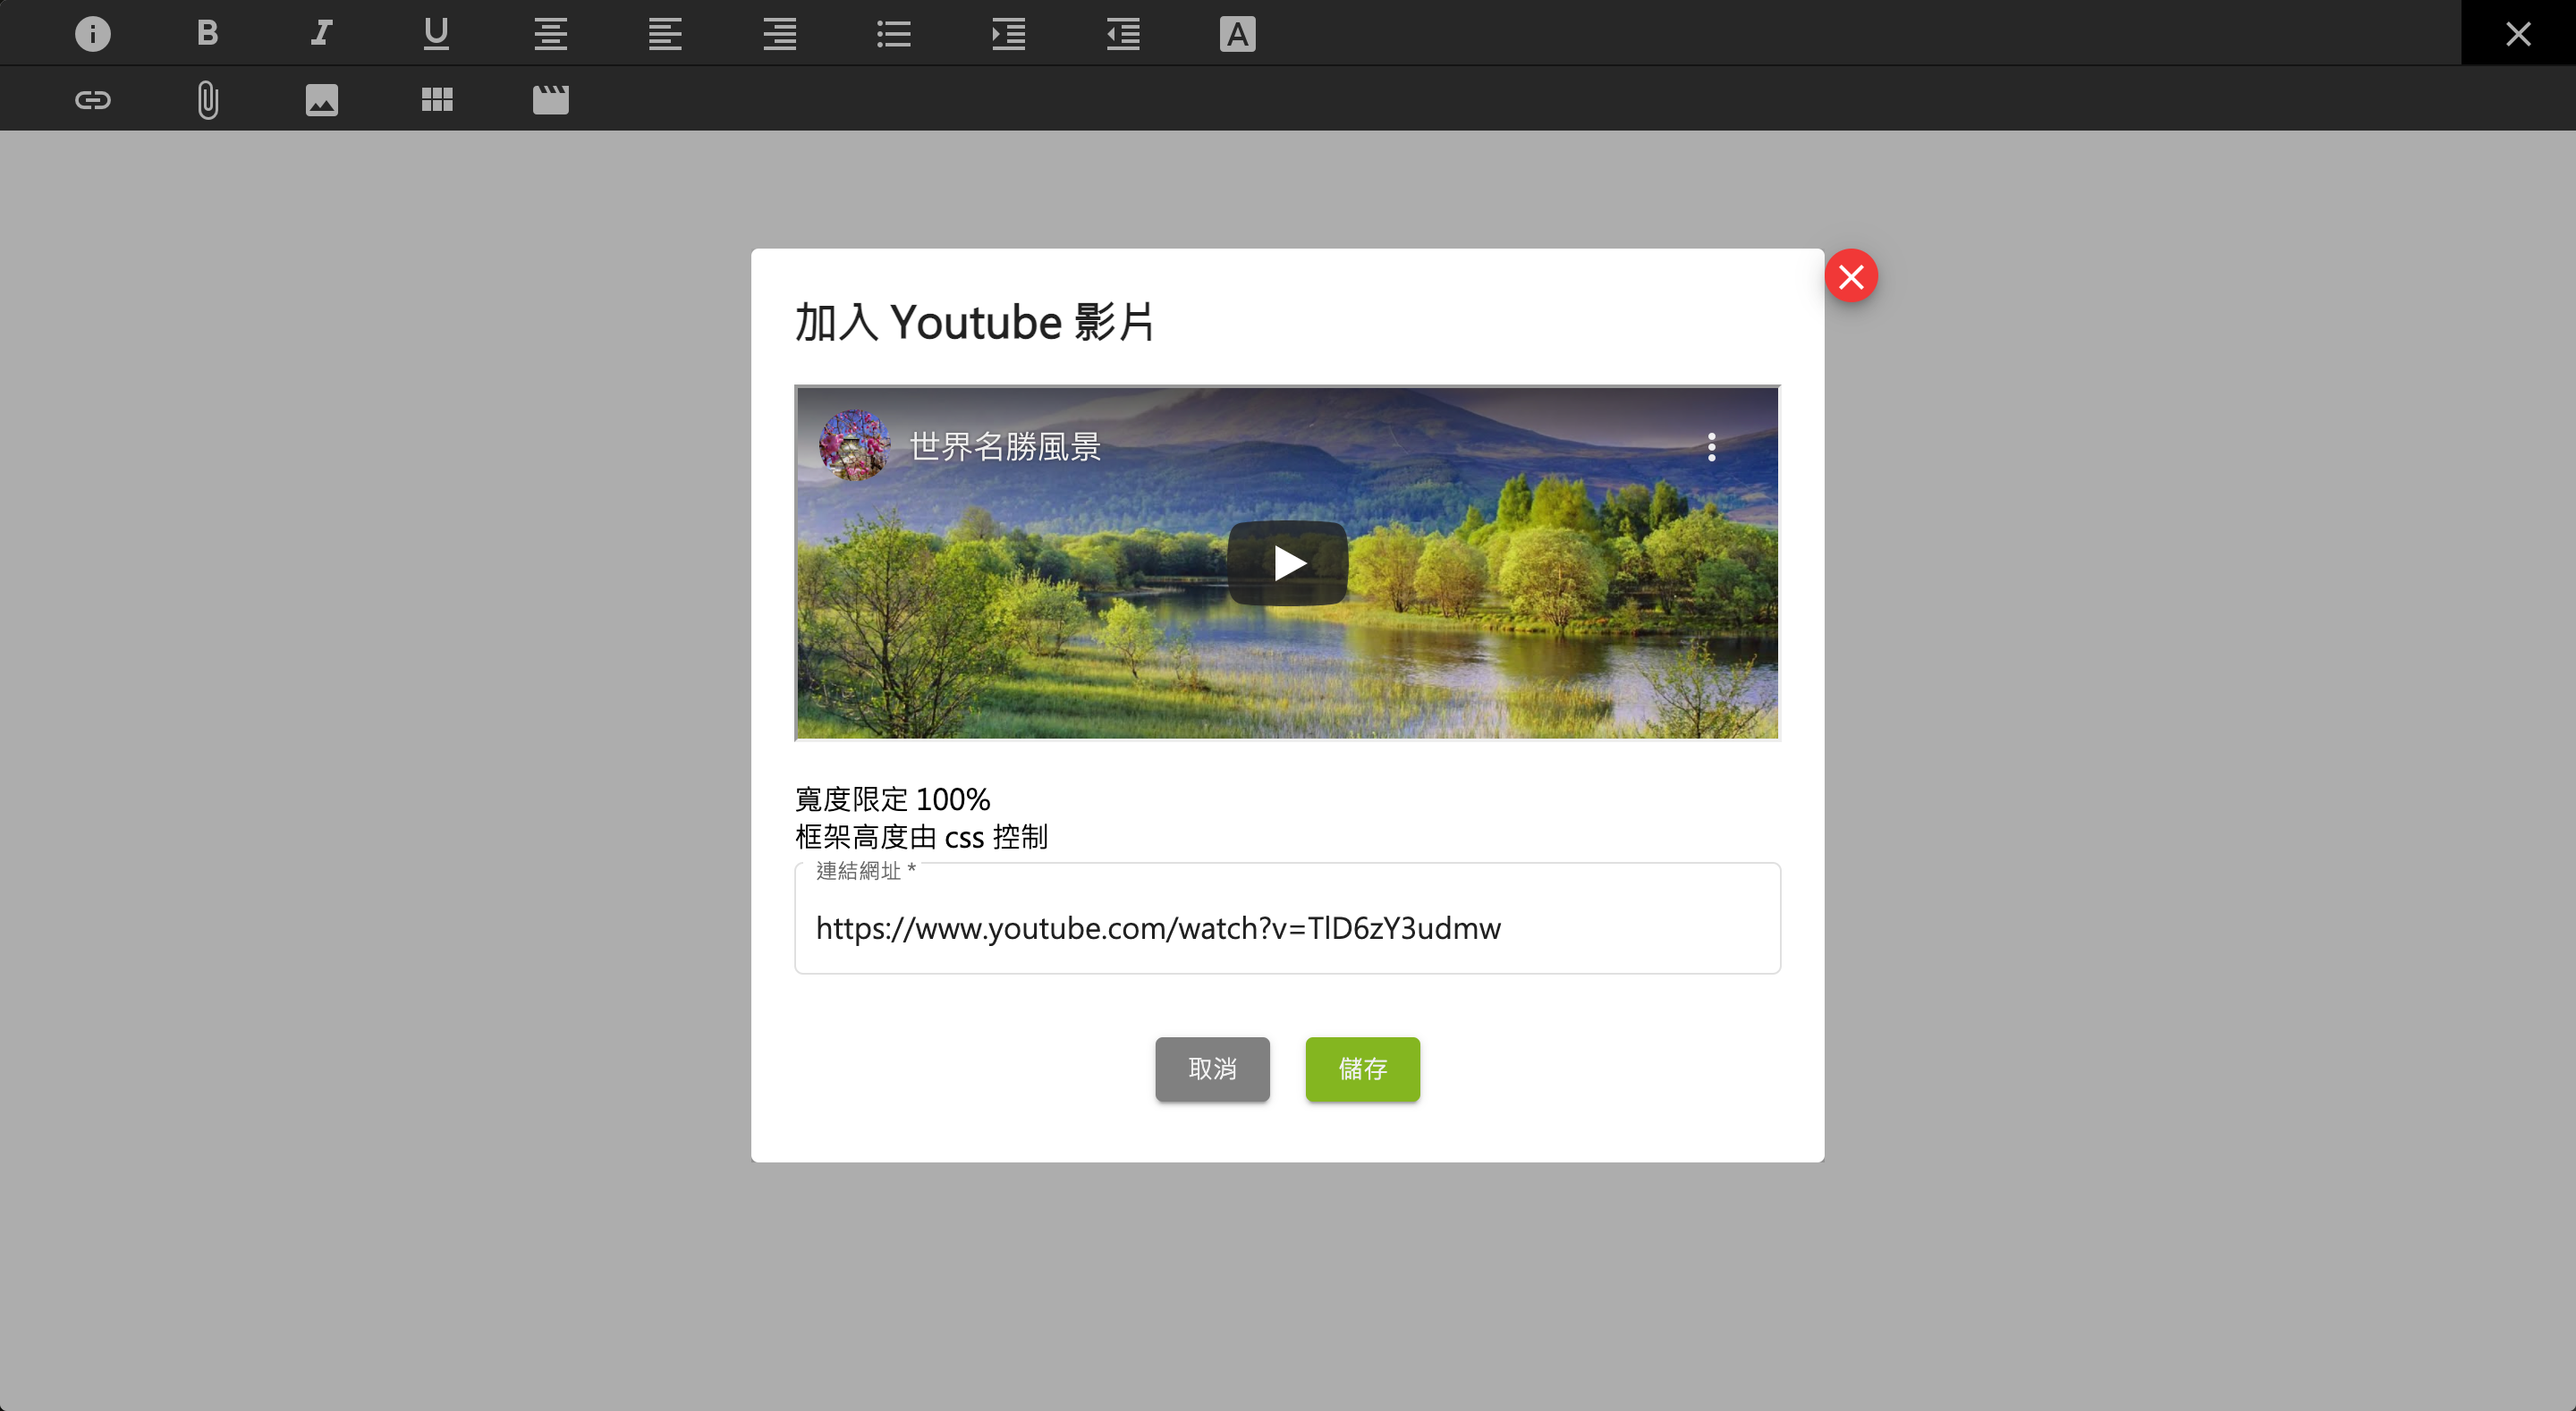 加入 Youtube 影片
世界名勝風景
寬度限定 100%
框架高度由 css 控制
連結網址 *
https://www.youtube.com/watch?v=TlD6zY3udmw
取消
儲存